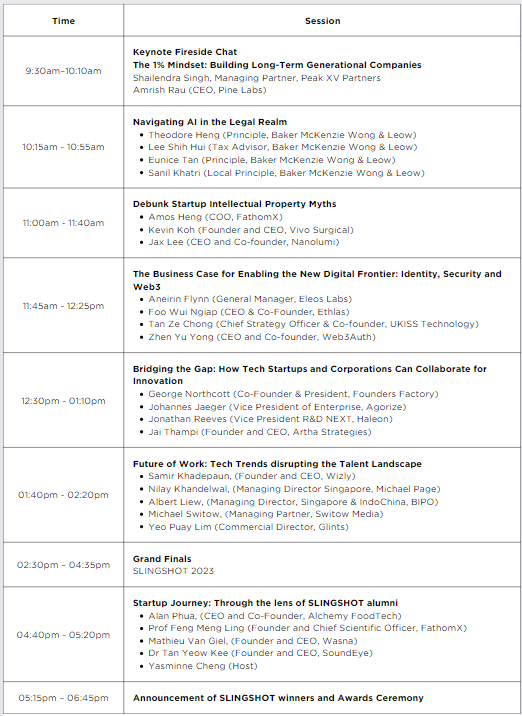 Time
Session
9:30am–10:10am
Keynote Fireside Chat
The 1% Mindset: Building Long-Term Generational Companies
Shailendra Singh, Managing Partner, Peak XV Partners
Amrish Rau (CEO, Pine Labs)
10:15am - 10:55am
Navigating AI in the Legal Realm
• Theodore Heng (Principle, Baker McKenzie Wong & Leow)
• Lee Shih Hui (Tax Advisor, Baker McKenzie Wong & Leow)
• Eunice Tan (Principle, Baker McKenzie Wong & Leow)
• Sanil Khatri (Local Principle, Baker McKenzie Wong & Leow)
11:00am - 11:40am
Debunk Startup Intellectual Property Myths
• Amos Heng (COO, FathomX)
• Kevin Koh (Founder and CEO, Vivo Surgical)
• Jax Lee (CEO and Co-founder, Nanolumi)
11:45am - 12:25pm
The Business Case for Enabling the New Digital Frontier: Identity, Security and
Web3
• Aneirin Flynn (General Manager, Eleos Labs)
• Foo Wui Ngiap (CEO & Co-Founder, Ethlas)
• Tan Ze Chong (Chief Strategy Officer & Co-founder, UKISS Technology)
• Zhen Yu Yong (CEO and Co-founder, Web3Auth)
12:30pm - 01:10pm
Bridging the Gap: How Tech Startups and Corporations Can Collaborate for
Innovation
• George Northcott (Co-Founder & President, Founders Factory)
• Johannes Jaeger (Vice President of Enterprise, Agorize)
• Jonathan Reeves (Vice President R&D NEXT, Haleon)
• Jai Thampi (Founder and CEO, Artha Strategies)
01:40pm - 02:20pm
Future of Work: Tech Trends disrupting the Talent Landscape
• Samir Khadepaun, (Founder and CEO, Wizly)
• Nilay Khandelwal, (Managing Director Singapore, Michael Page)
• Albert Liew, (Managing Director, Singapore & IndoChina, BIPO)
• Michael Switow, (Managing Partner, Switow Media)
• Yeo Puay Lim (Commercial Director, Glints)
02:30pm – 04:35pm
Grand Finals
SLINGSHOT 2023
04:40pm - 05:20pm
Startup Journey: Through the lens of SLINGSHOT alumni
• Alan Phua, (CEO and Co-Founder, Alchemy FoodTech)
• Prof Feng Meng Ling (Founder and Chief Scientific Officer, FathomX)
• Mathieu Van Giel, (Founder and CEO, Wasna)
• Dr Tan Yeow Kee (Founder and CEO, SoundEye)
• Yasminne Cheng (Host)
05:15pm – 06:45pm
Announcement of SLINGSHOT winners and Awards Ceremony